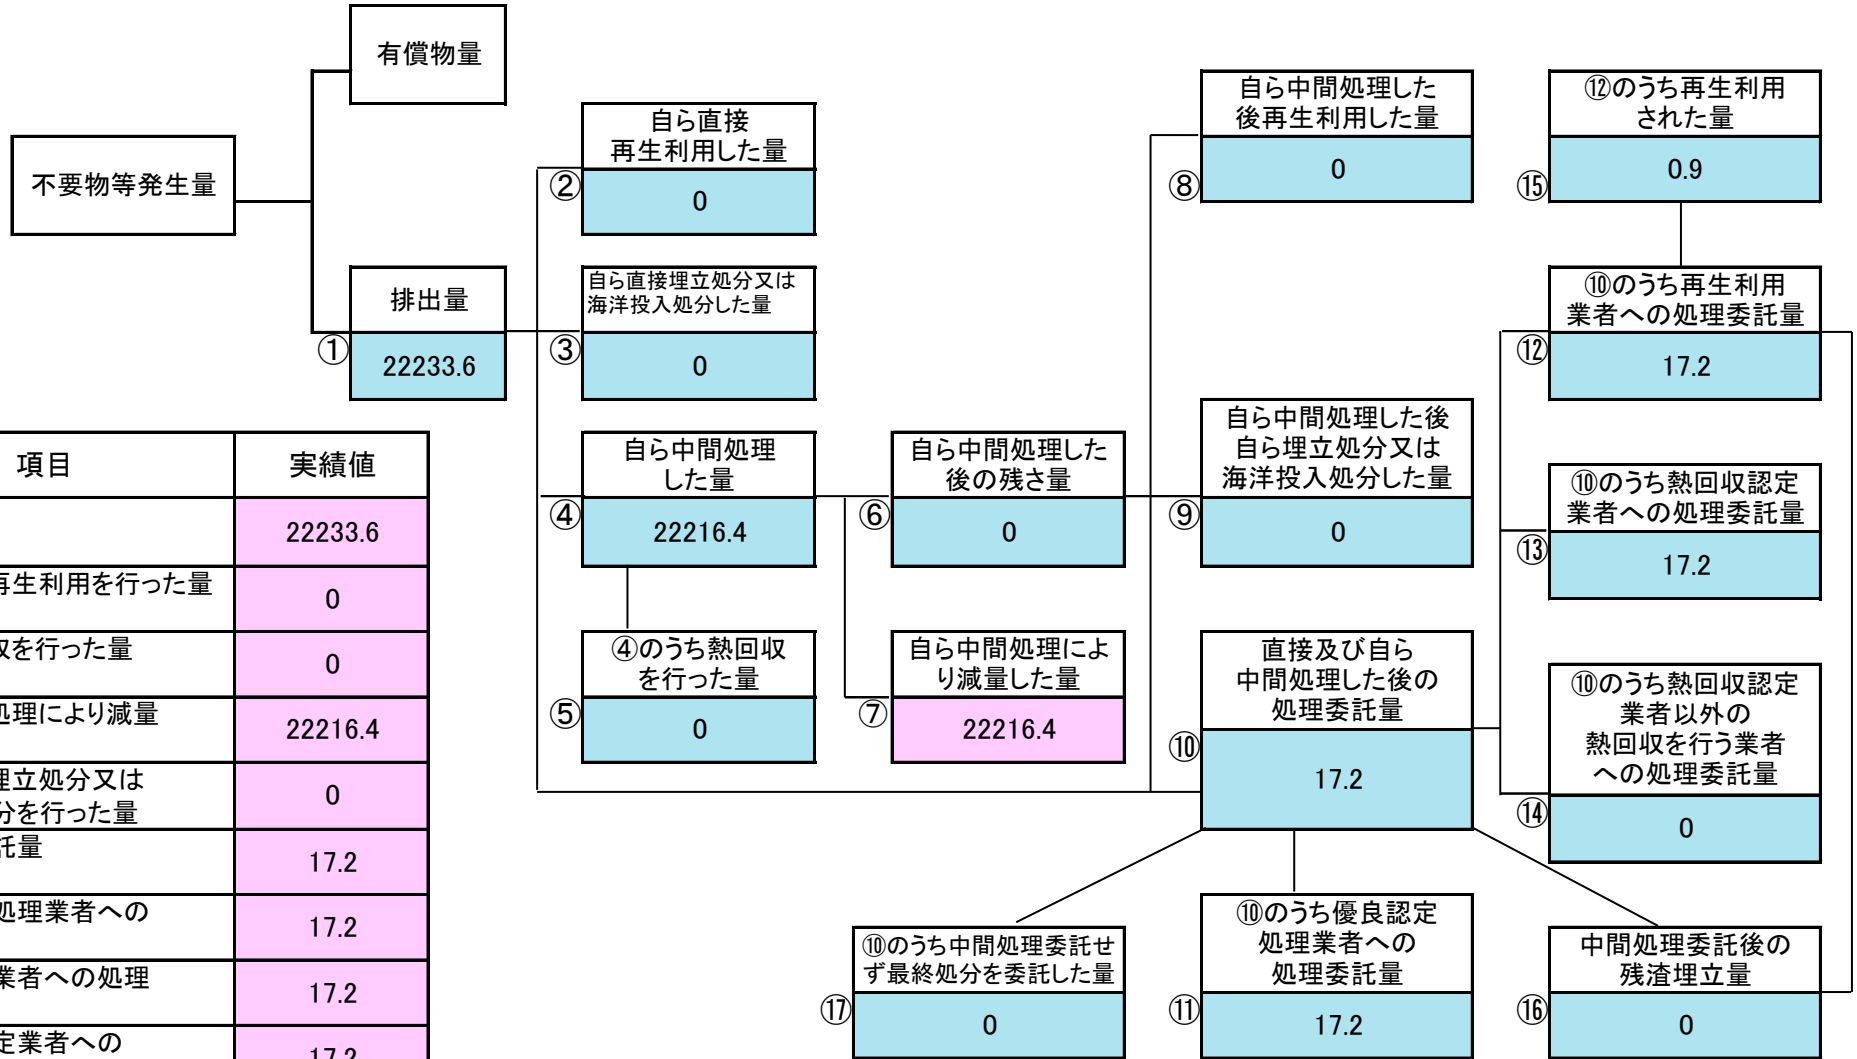 有償物量
不要物等発生量
排出量
①
22233.6
自ら直接
再生利用した量
②
0
自ら直接埋立処分又は
海洋投入処分した量
③
0
自ら中間処理
した量
④
22216.4
④のうち熱回収
を行った量
⑤
0
自ら中間処理した
後の残さ量
⑥
0
自ら中間処理によ
り減量した量
⑦
22216.4
自ら中間処理した
後再生利用した量
⑧
0
自ら中間処理した後
自ら埋立処分又は
海洋投入処分した量
⑨
0
直接及び自ら
中間処理した後の
処理委託量
⑩
17.2
⑩のうち優良認定
処理業者への
処理委託量
⑪
17.2
⑫のうち再生利用
された量
⑮
0.9
⑩のうち再生利用
業者への処理委託量
⑫
17.2
⑩のうち熱回収認定
業者への処理委託量
⑬
17.2
⑩のうち熱回収認定
業者以外の
熱回収を行う業者
への処理委託量
⑭
0
中間処理委託後の
残渣埋立量
⑯
0
⑩のうち中間処理委託せ
ず最終処分を委託した量
⑰
0
項目 実績値
22233.6
再生利用を行った量
0
を行った量
0
処理により減量
22216.4
埋立処分又は
分を行った量
0
託量
17.2
処理業者への
17.2
業者への処理
17.2
定業者への
17.2